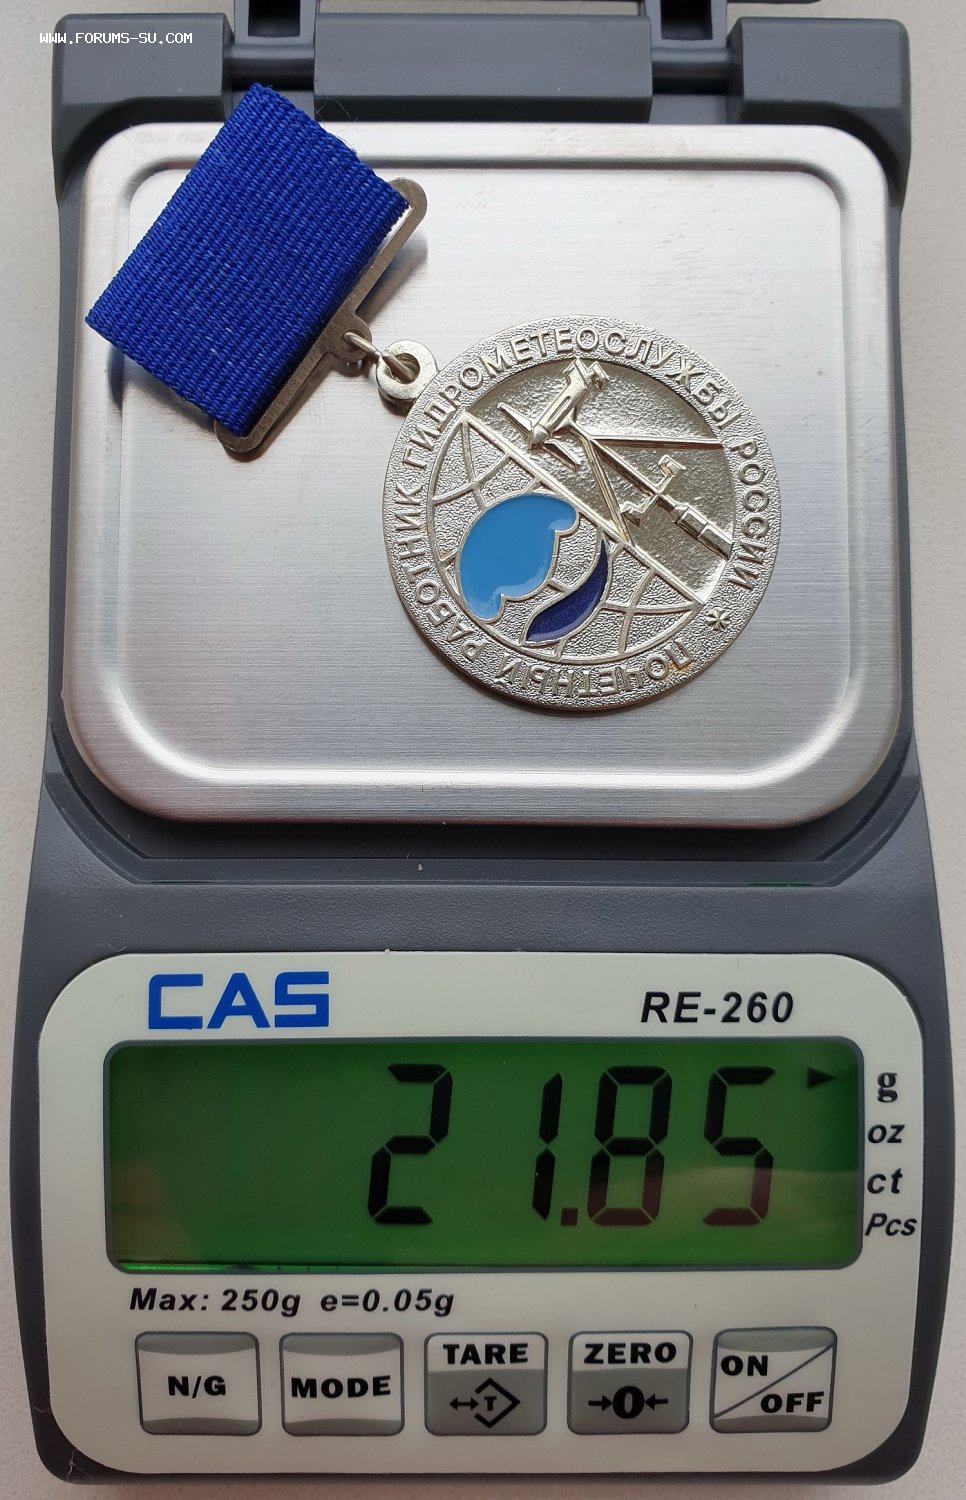 www.forums-su.com
ПОЧЕТНЫЙ РАБОТНИК ГИДРОМЕТЕОСЛУЖБЫ РОССИИ *
CAS
RE-260
21.85
g
oz
ct
Pcs
Max: 250g e=0.05g
N/G
MODE
TARE
T
ZERO
→0←
ON
OFF